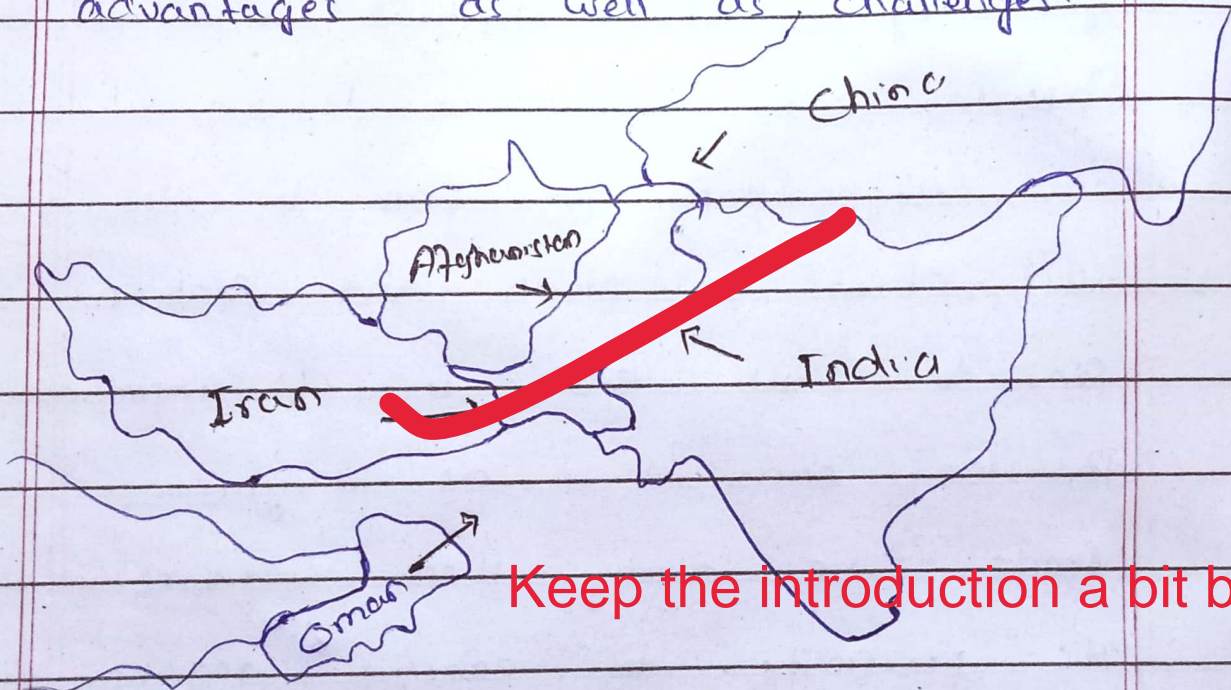 advantages as well as challenges.
China
Afghanistan
India
Iran
Keep the introduction a bit b
Oman